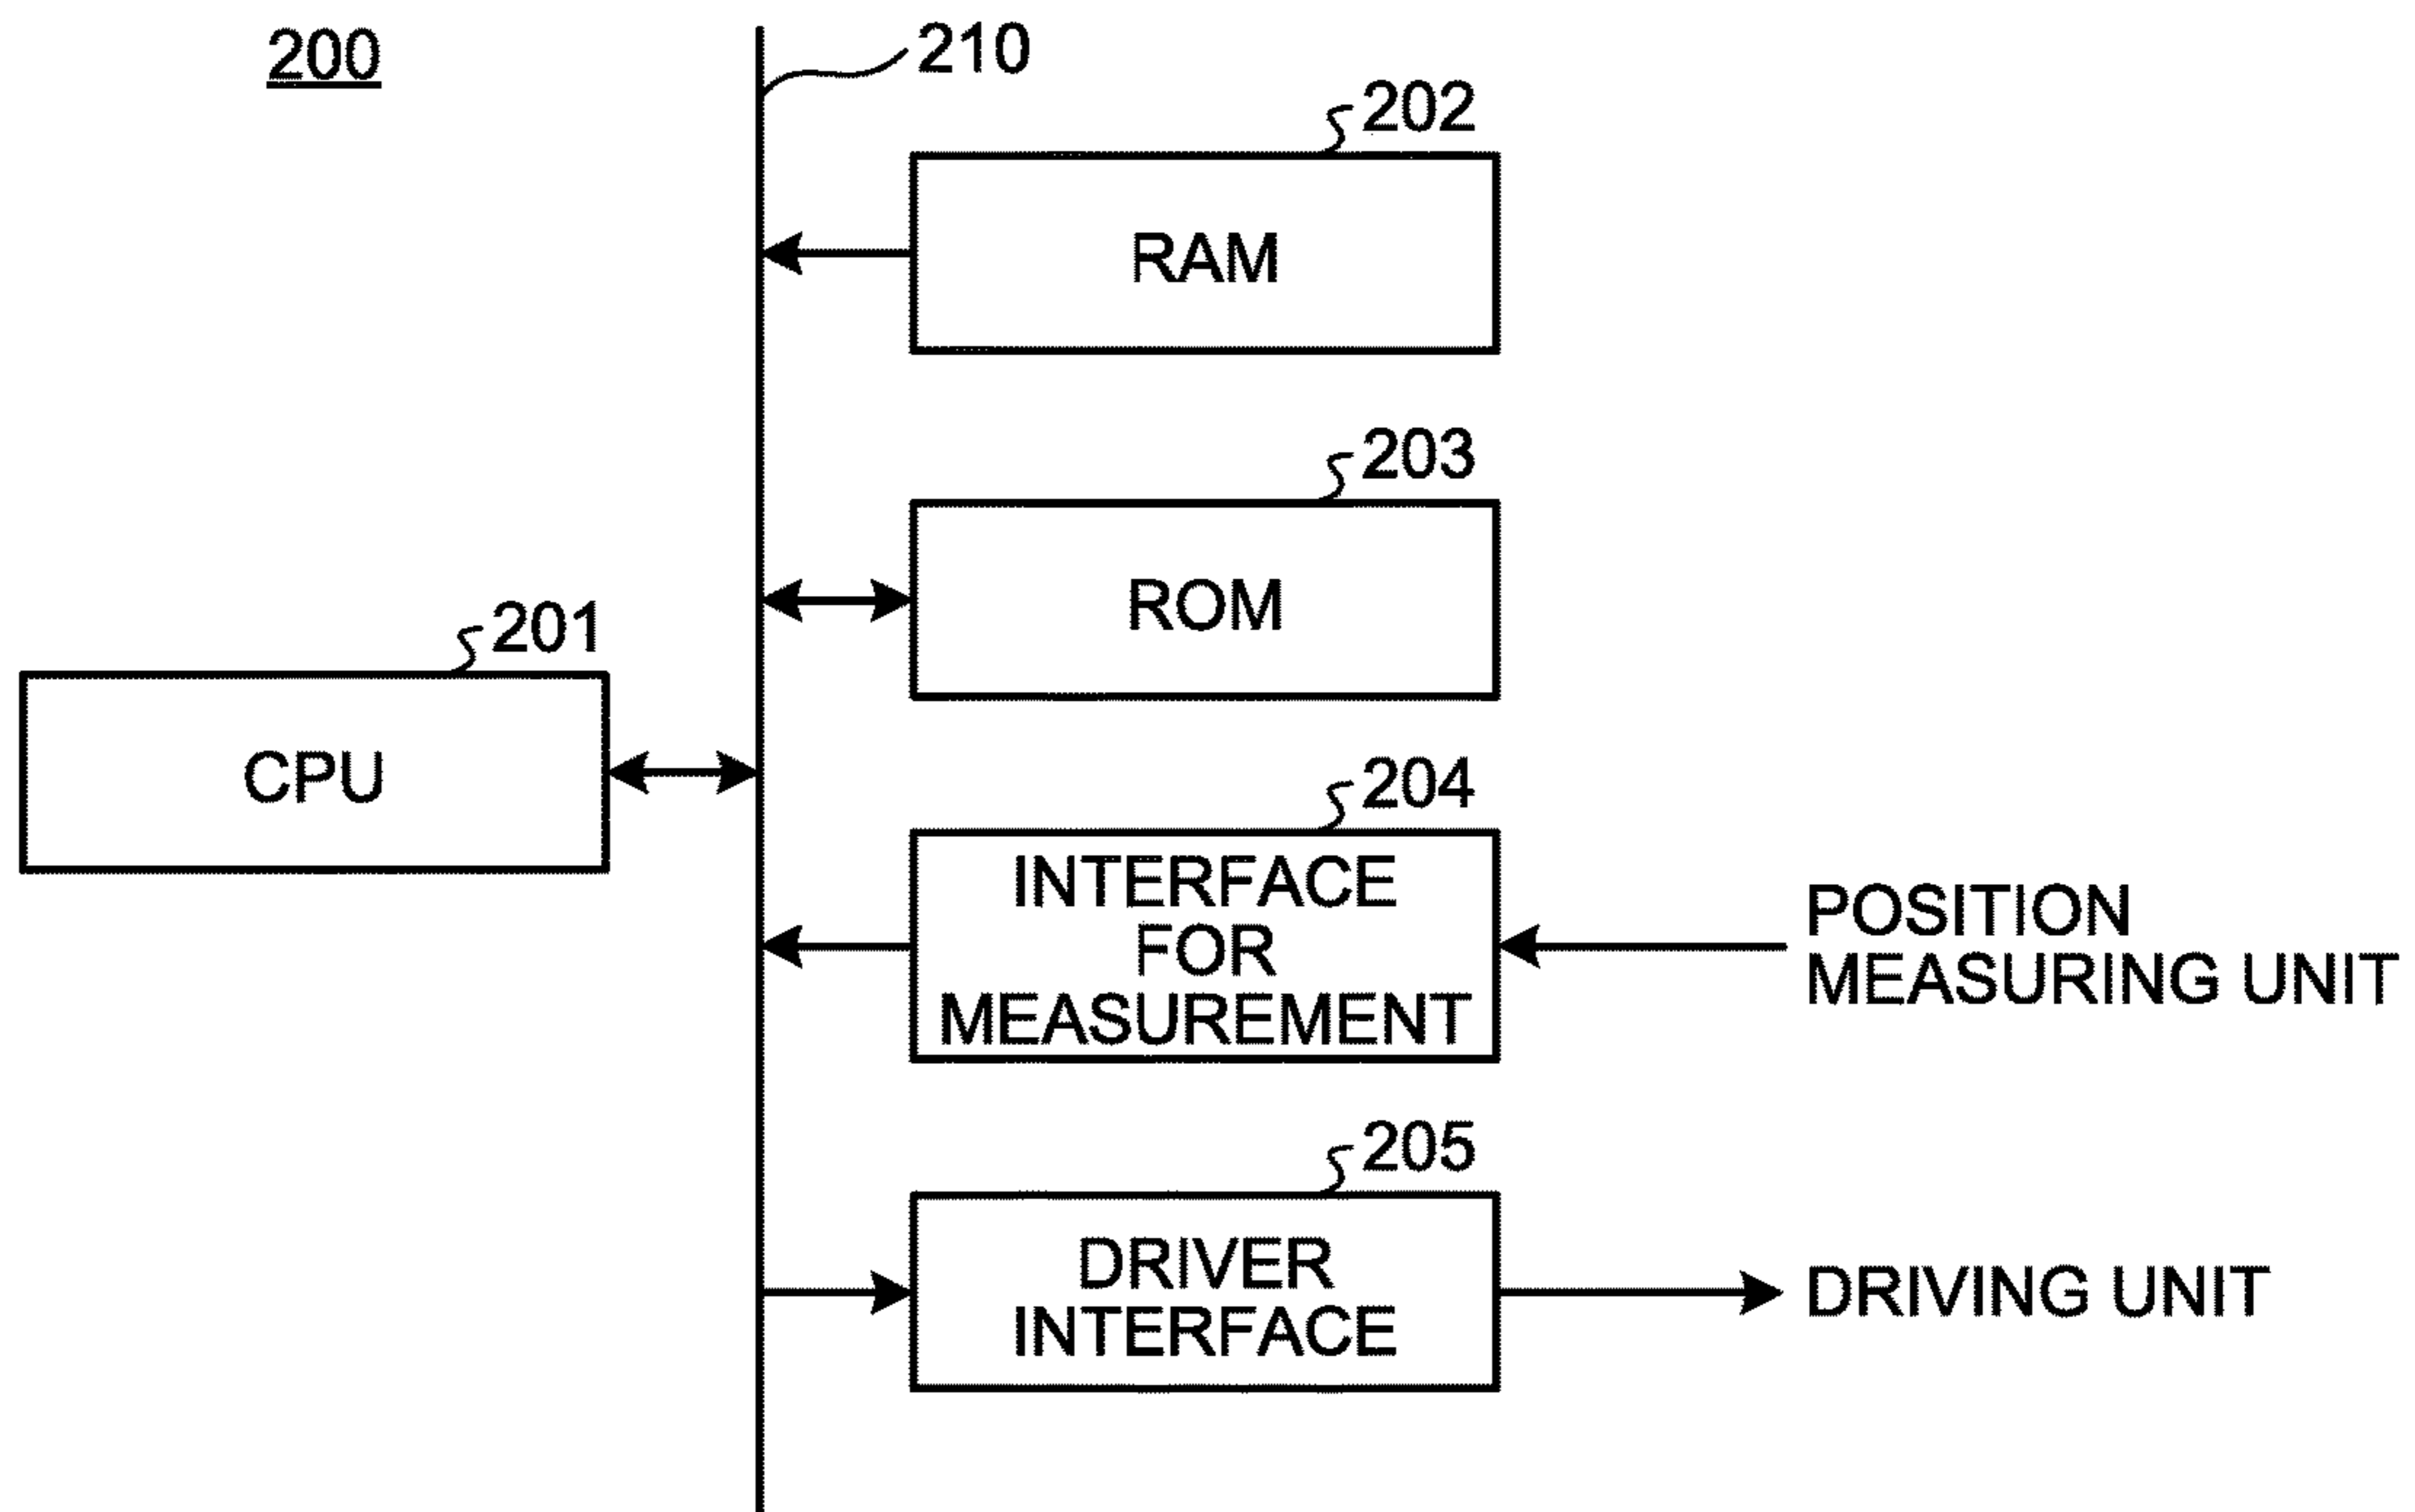 200
210
202
RAM
203
ROM
201
CPU
204
INTERFACE
FOR
MEASUREMENT
POSITION
MEASURING UNIT
205
DRIVER
INTERFACE
DRIVING UNIT